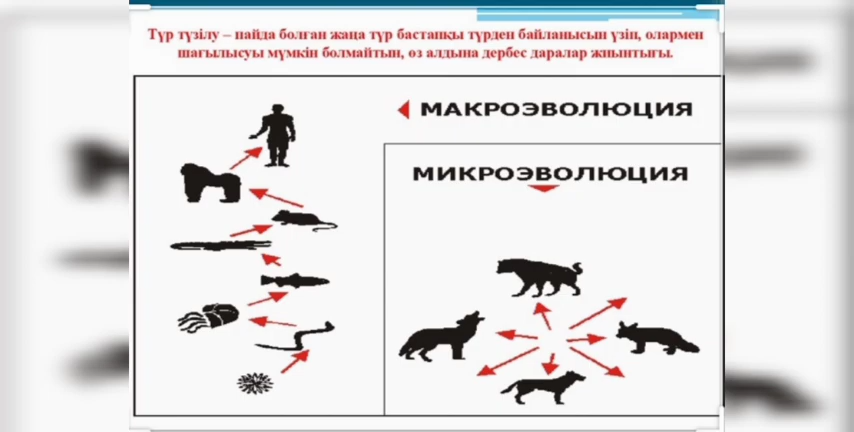 Түр түзілу – пайда болған жаңа түр бастапқы түрден байланысын үзіп, олармен
шағылысуы мүмкін болмайтын, өз алдына дербес даралар жиынтығы.
МАКРОЭВОЛЮЦИЯ
МИКРОЭВОЛЮЦИЯ